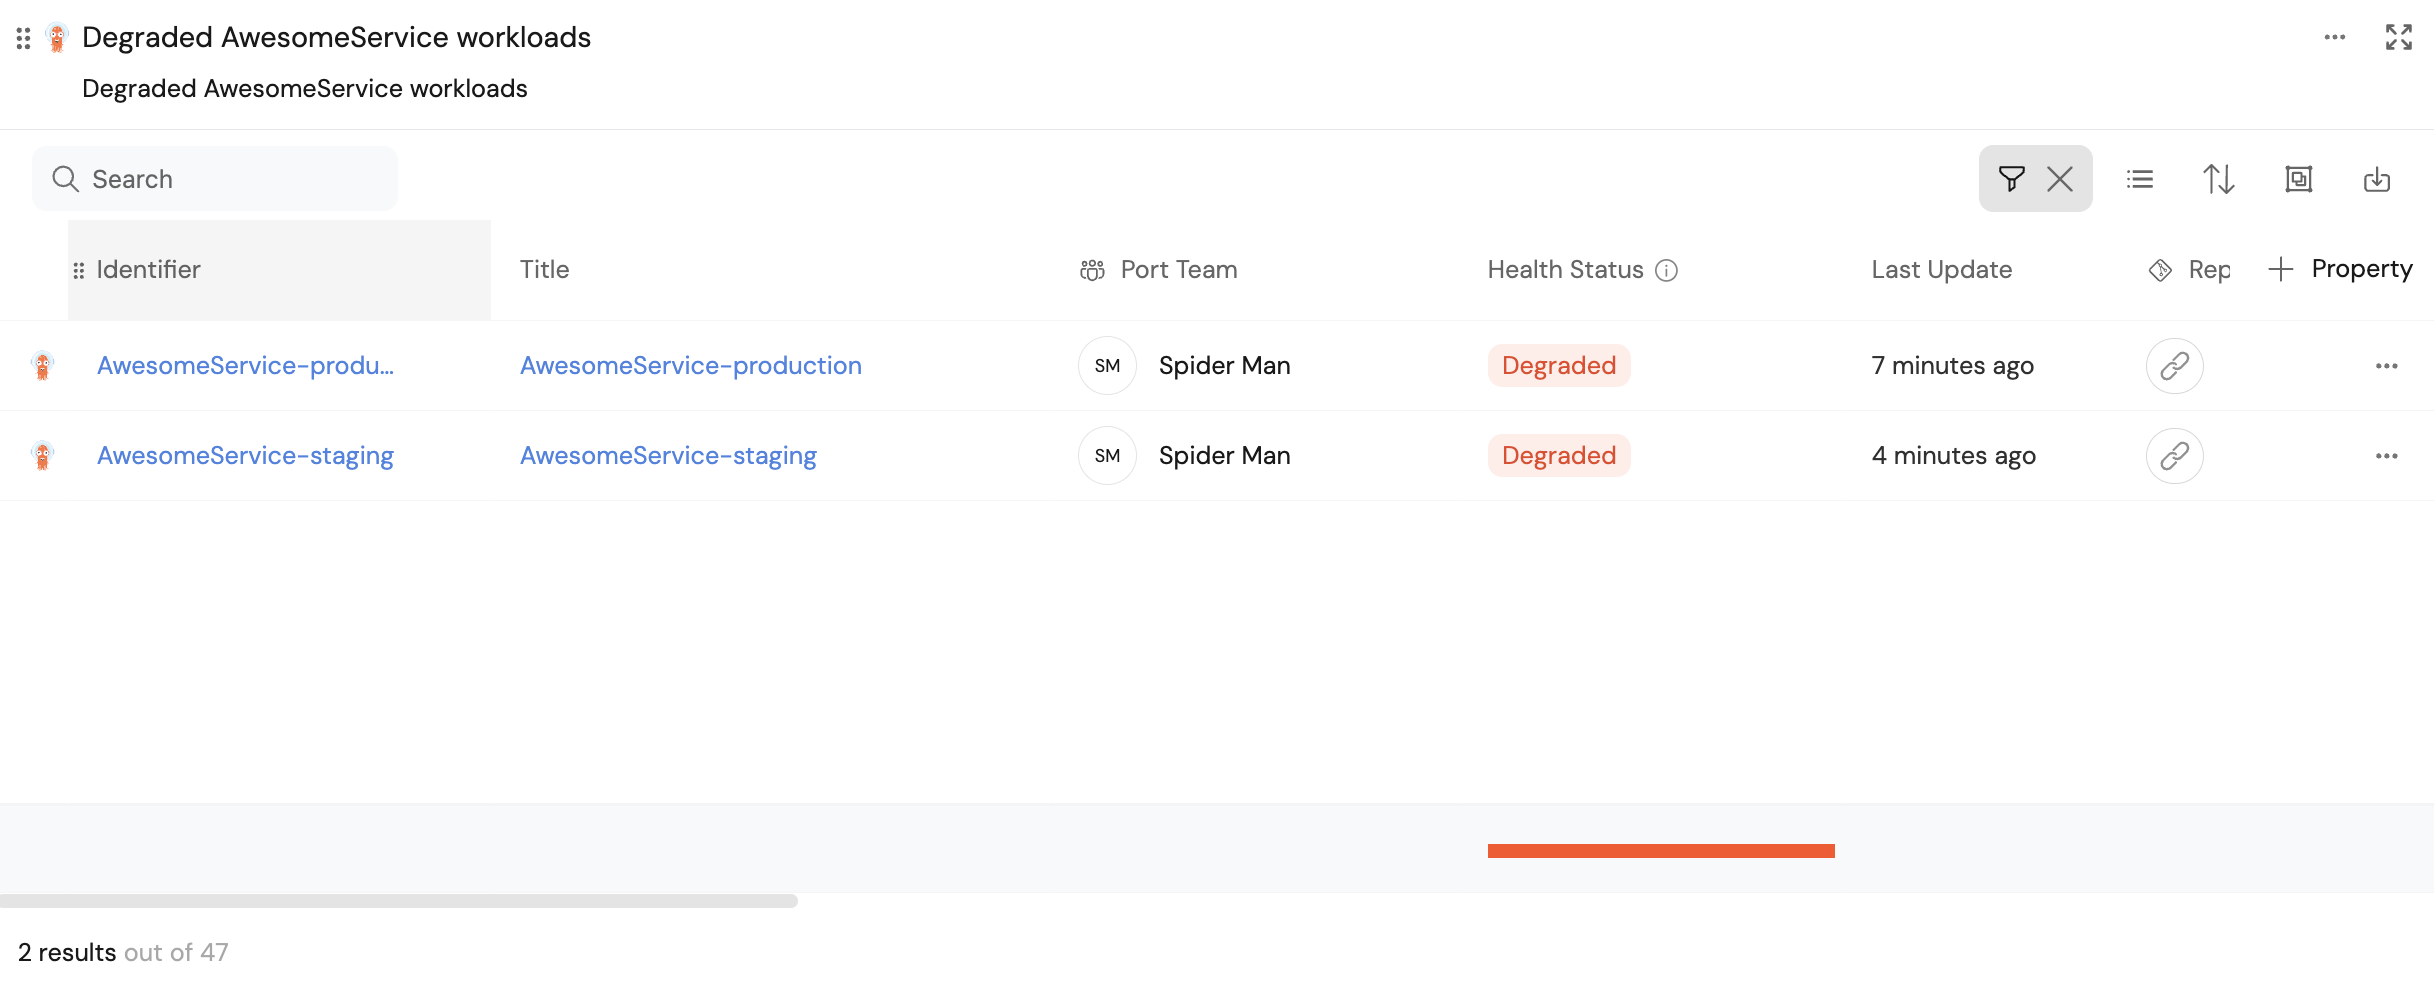 Degraded AwesomeService workloads
Degraded AwesomeService workloads
Search
Identifier Title Port Team Health Status Last Update Rep Property
AwesomeService-produ... AwesomeService-production SM Spider Man Degraded 7 minutes ago
AwesomeService-staging AwesomeService-staging SM Spider Man Degraded 4 minutes ago
2 results out of 47